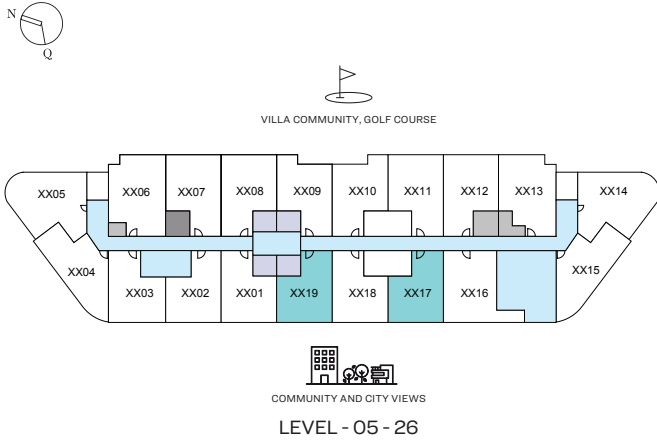 N
Q
VILLA COMMUNITY, GOLF COURSE
XX05
XX06
XX07
XX08
XX09
XX10
XX11
XX12
XX13
XX14
XX04
XX03
XX02
XX01
XX19
XX18
XX17
XX16
XX15
COMMUNITY AND CITY VIEWS
LEVEL - 05 - 26